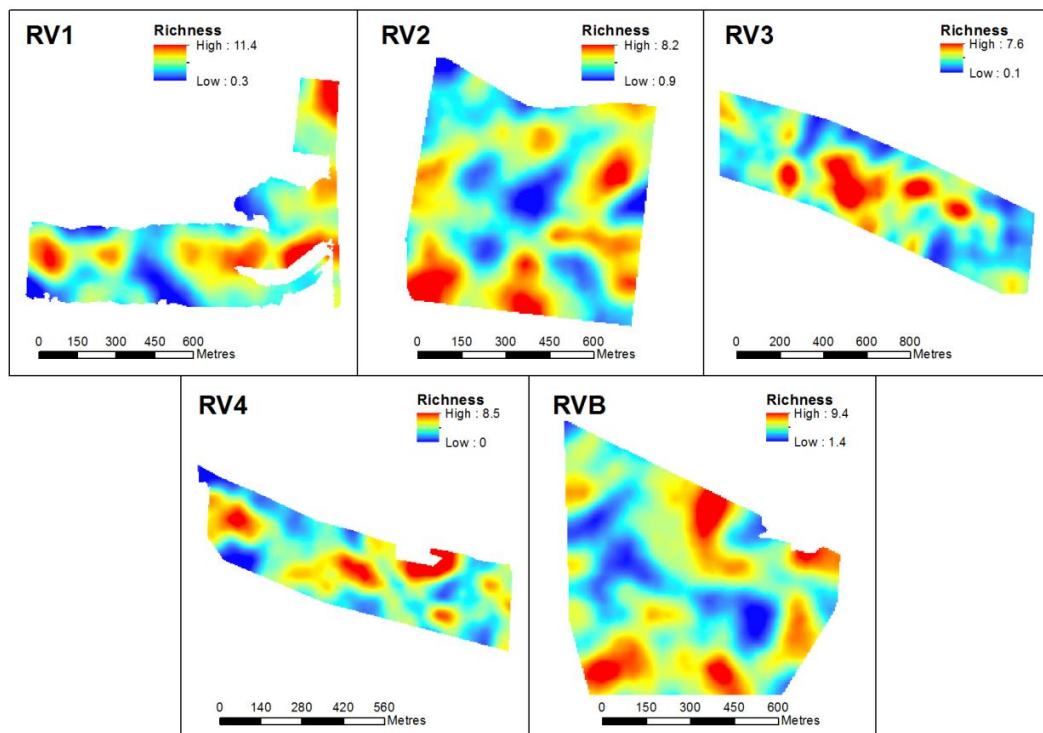 RV1
Richness
High : 11.4
Low : 0.3
0 150 300 450 600
Metres
RV2
Richness
High : 8.2
Low : 0.9
0 150 300 450 600
Metres
RV3
Richness
High : 7.6
Low : 0.1
0 200 400 600 800
Metres
RV4
Richness
High : 8.5
Low : 0
0 140 280 420 560
Metres
RVB
Richness
High : 9.4
Low : 1.4
0 150 300 450 600
Metres